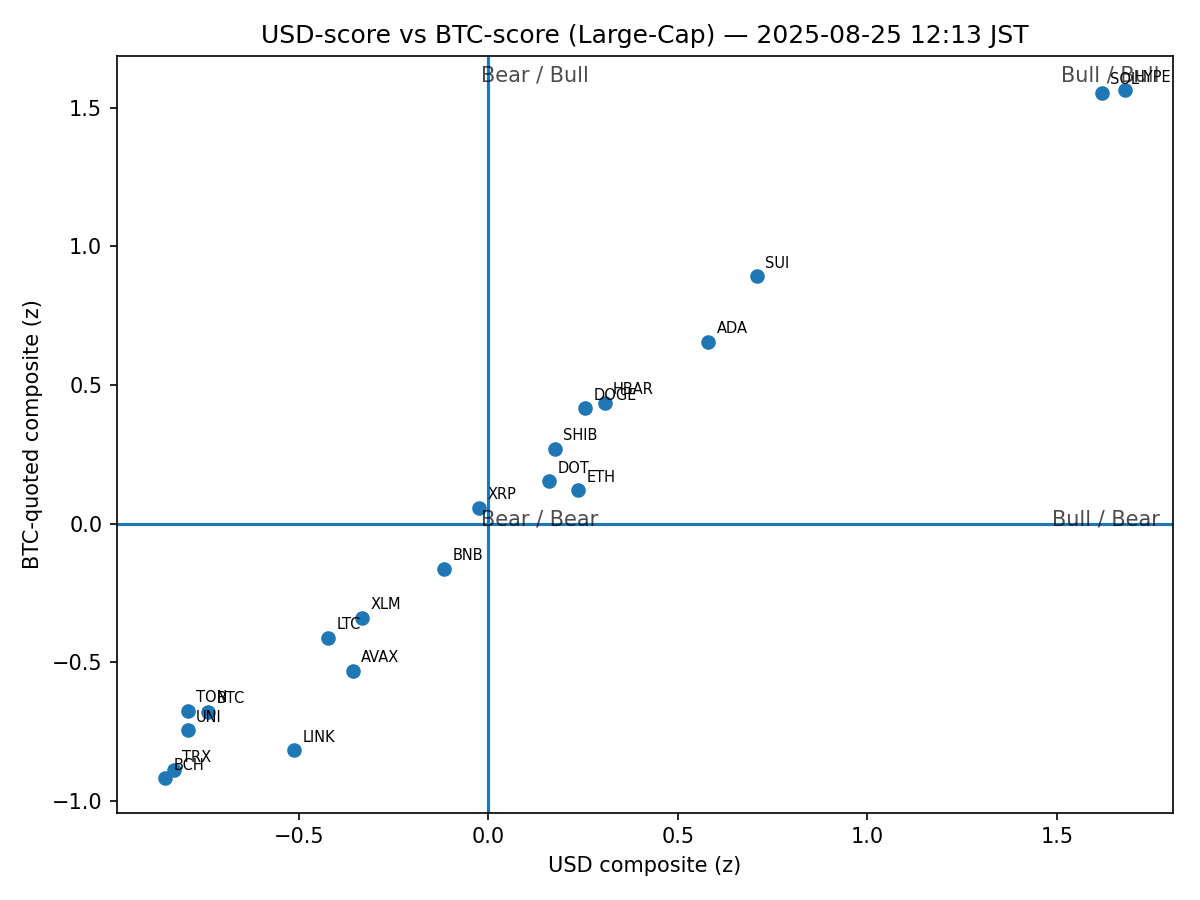 USD-score vs BTC-score (Large-Cap) — 2025-08-25 12:13 JST
Bear / Bull
Bull / Bull
SOL
HYPE
1.5
1.0
0.5
0.0
−0.5
−1.0
BTC-quoted composite (z)
SUI
ADA
HBAR
DOGE
SHIB
DOT
ETH
XRP
Bear / Bear
Bull / Bear
BNB
XLM
LTC
AVAX
TON
BTC
UNI
LINK
TRX
BCH
−0.5
0.0
0.5
1.0
1.5
USD composite (z)